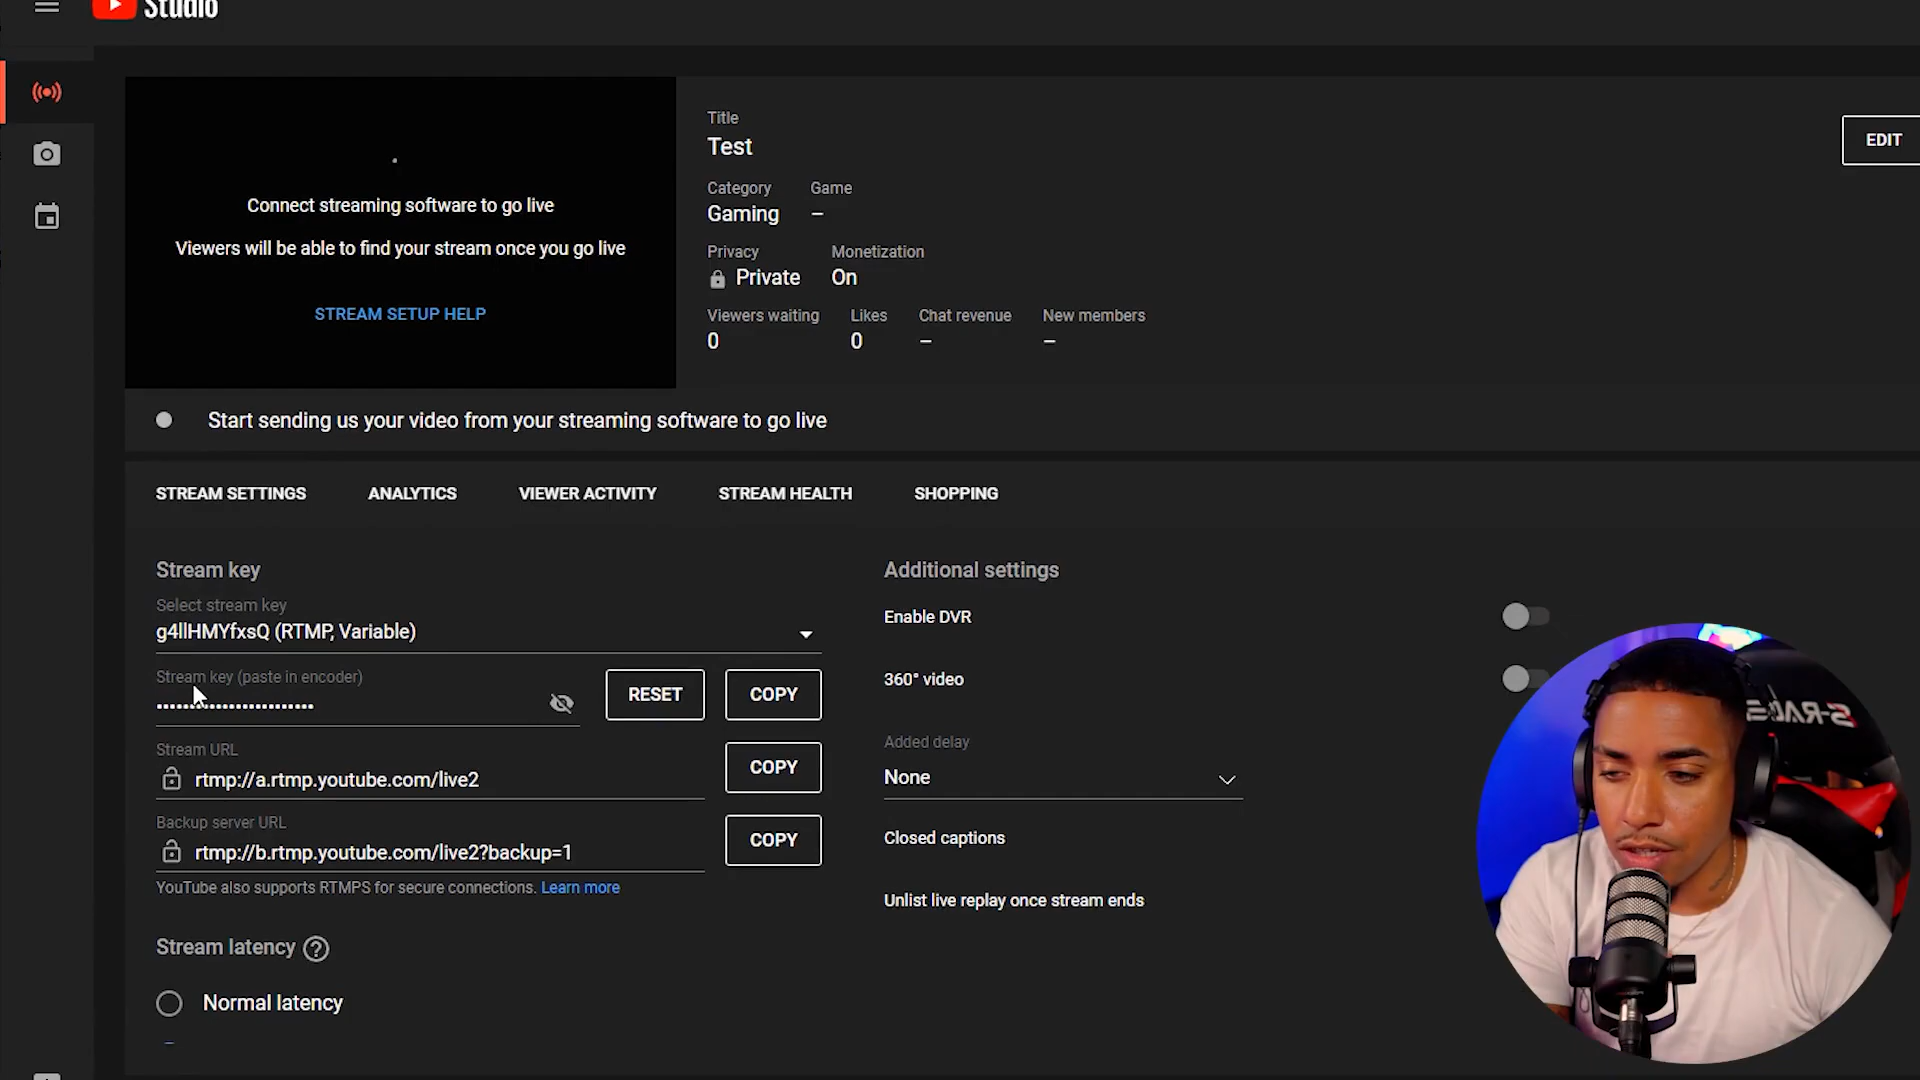 Studio
Title
Test
EDIT
Connect streaming software to go live
Viewers will be able to find your stream once you go live
STREAM SETUP HELP
Category Game
Gaming –
Privacy Monetization
Private On
Viewers waiting Likes Chat revenue New members
0 0 – –
Start sending us your video from your streaming software to go live
STREAM SETTINGS ANALYTICS VIEWER ACTIVITY STREAM HEALTH SHOPPING
Stream key
Select stream key
g4llHMYfxsQ (RTMP, Variable)
Stream key (paste in encoder)
••••••••••••••••••••••••
RESET COPY
Stream URL
rtmp://a.rtmp.youtube.com/live2
COPY
Backup server URL
rtmp://b.rtmp.youtube.com/live2?backup=1
COPY
YouTube also supports RTMPS for secure connections. Learn more
Stream latency
Normal latency
Additional settings
Enable DVR
360° video
Added delay
None
Closed captions
Unlist live replay once stream ends